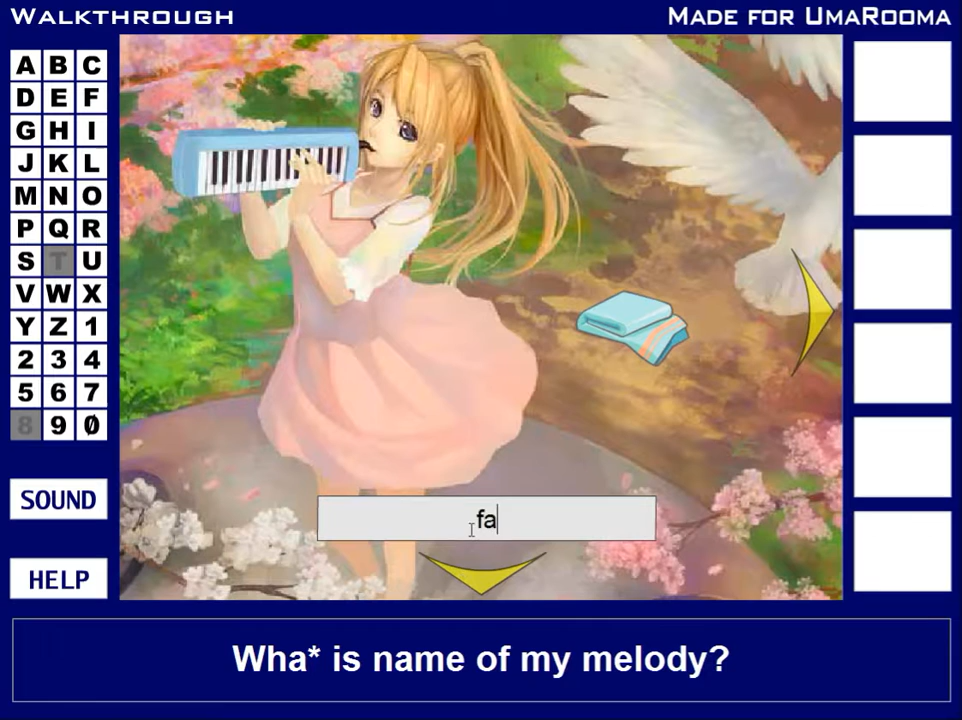 WALKTHROUGH
MADE FOR UMAROOMA
A B C
D E F
G H I
J K L
M N O
P Q R
S T U
V W X
Y Z 1
2 3 4
5 6 7
8 9 0
SOUND
HELP
fa
Wha* is name of my melody?